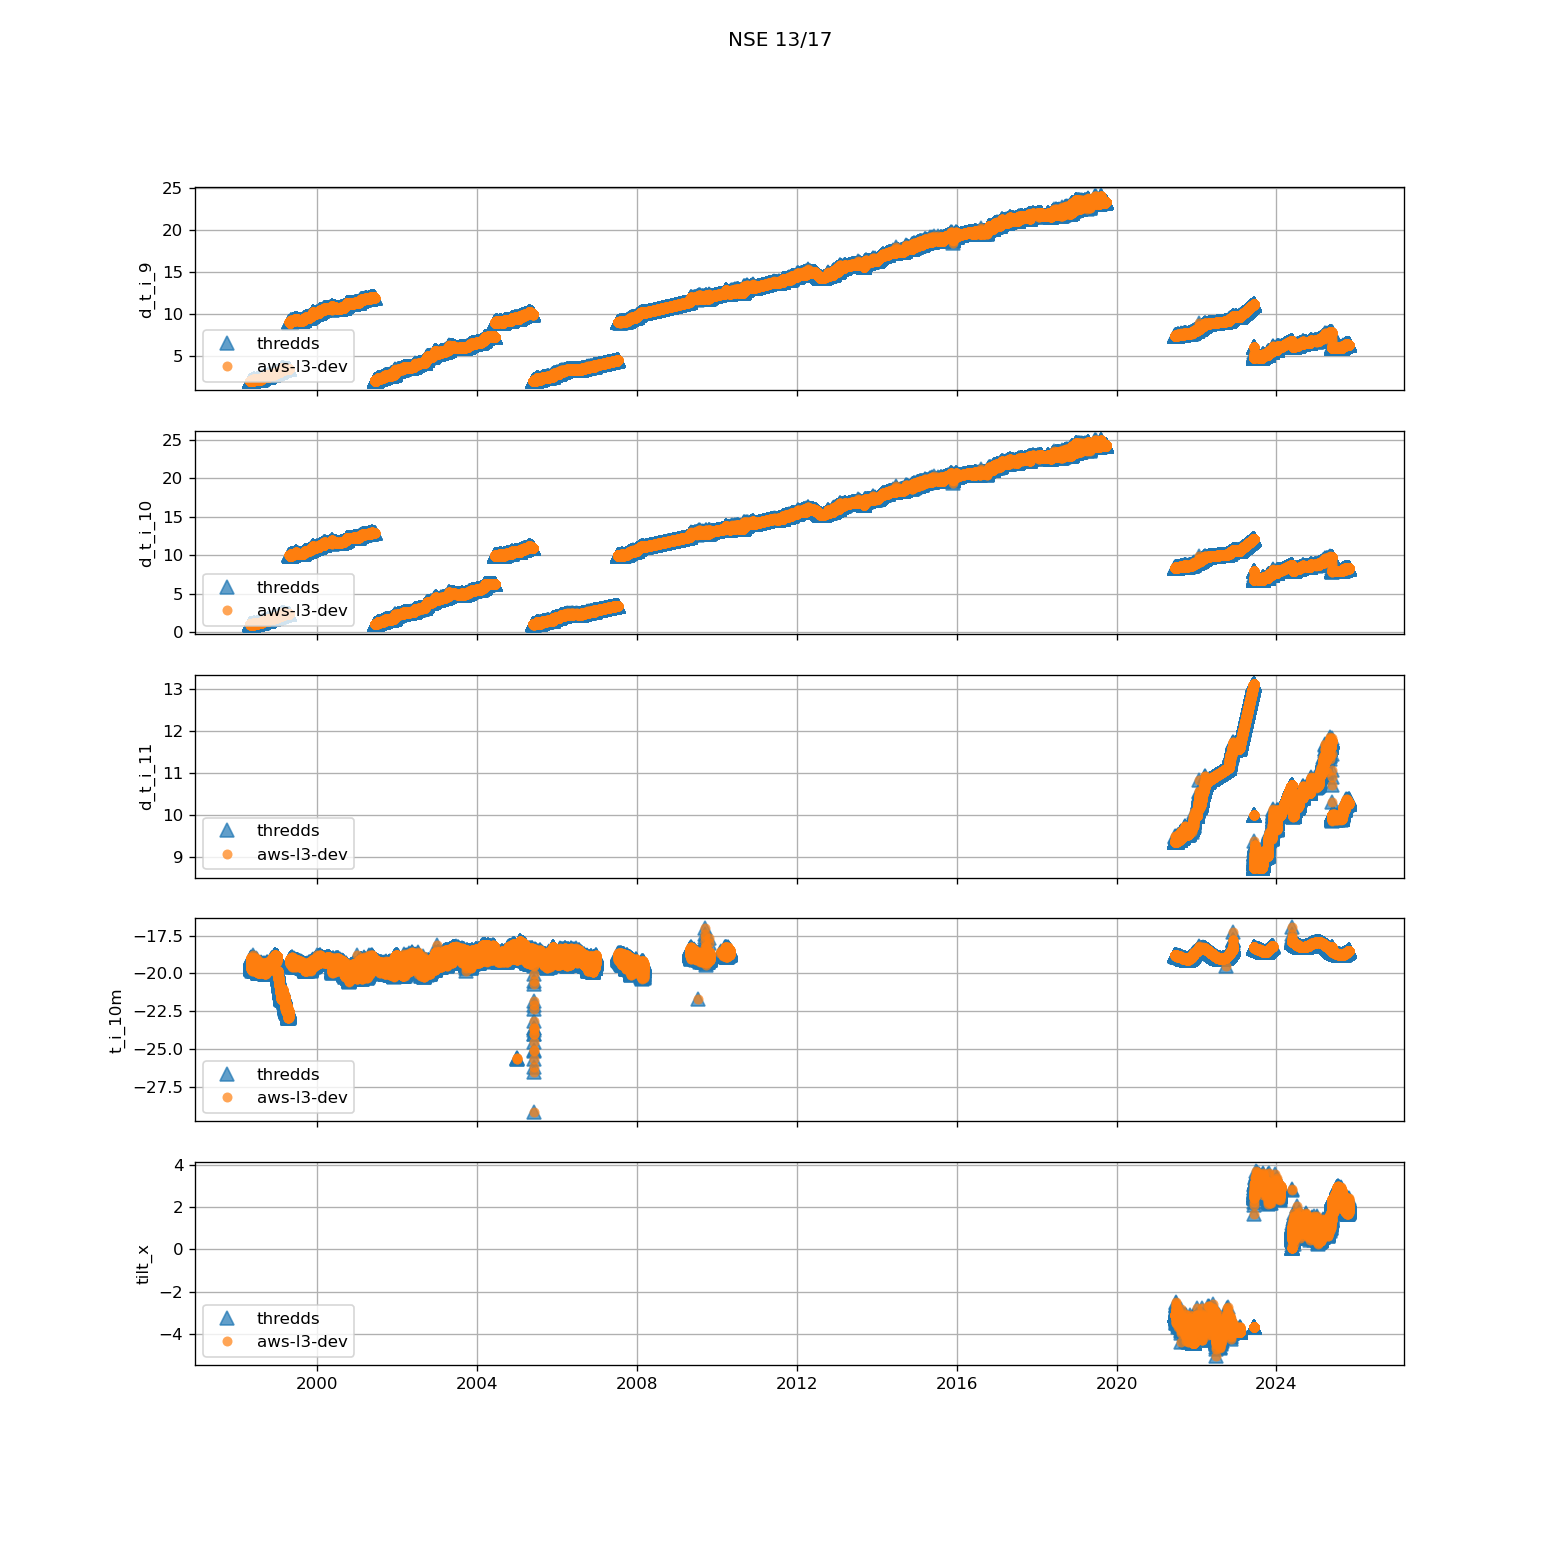 NSE 13/17
25
20
15
10
5
d_t_i_9
thredds
aws-l3-dev
25
20
15
10
5
0
d_t_i_10
thredds
aws-l3-dev
13
12
11
10
9
d_t_i_11
thredds
aws-l3-dev
−17.5
−20.0
−22.5
−25.0
−27.5
t_i_10m
thredds
aws-l3-dev
4
2
0
−2
−4
tilt_x
thredds
aws-l3-dev
2000 2004 2008 2012 2016 2020 2024